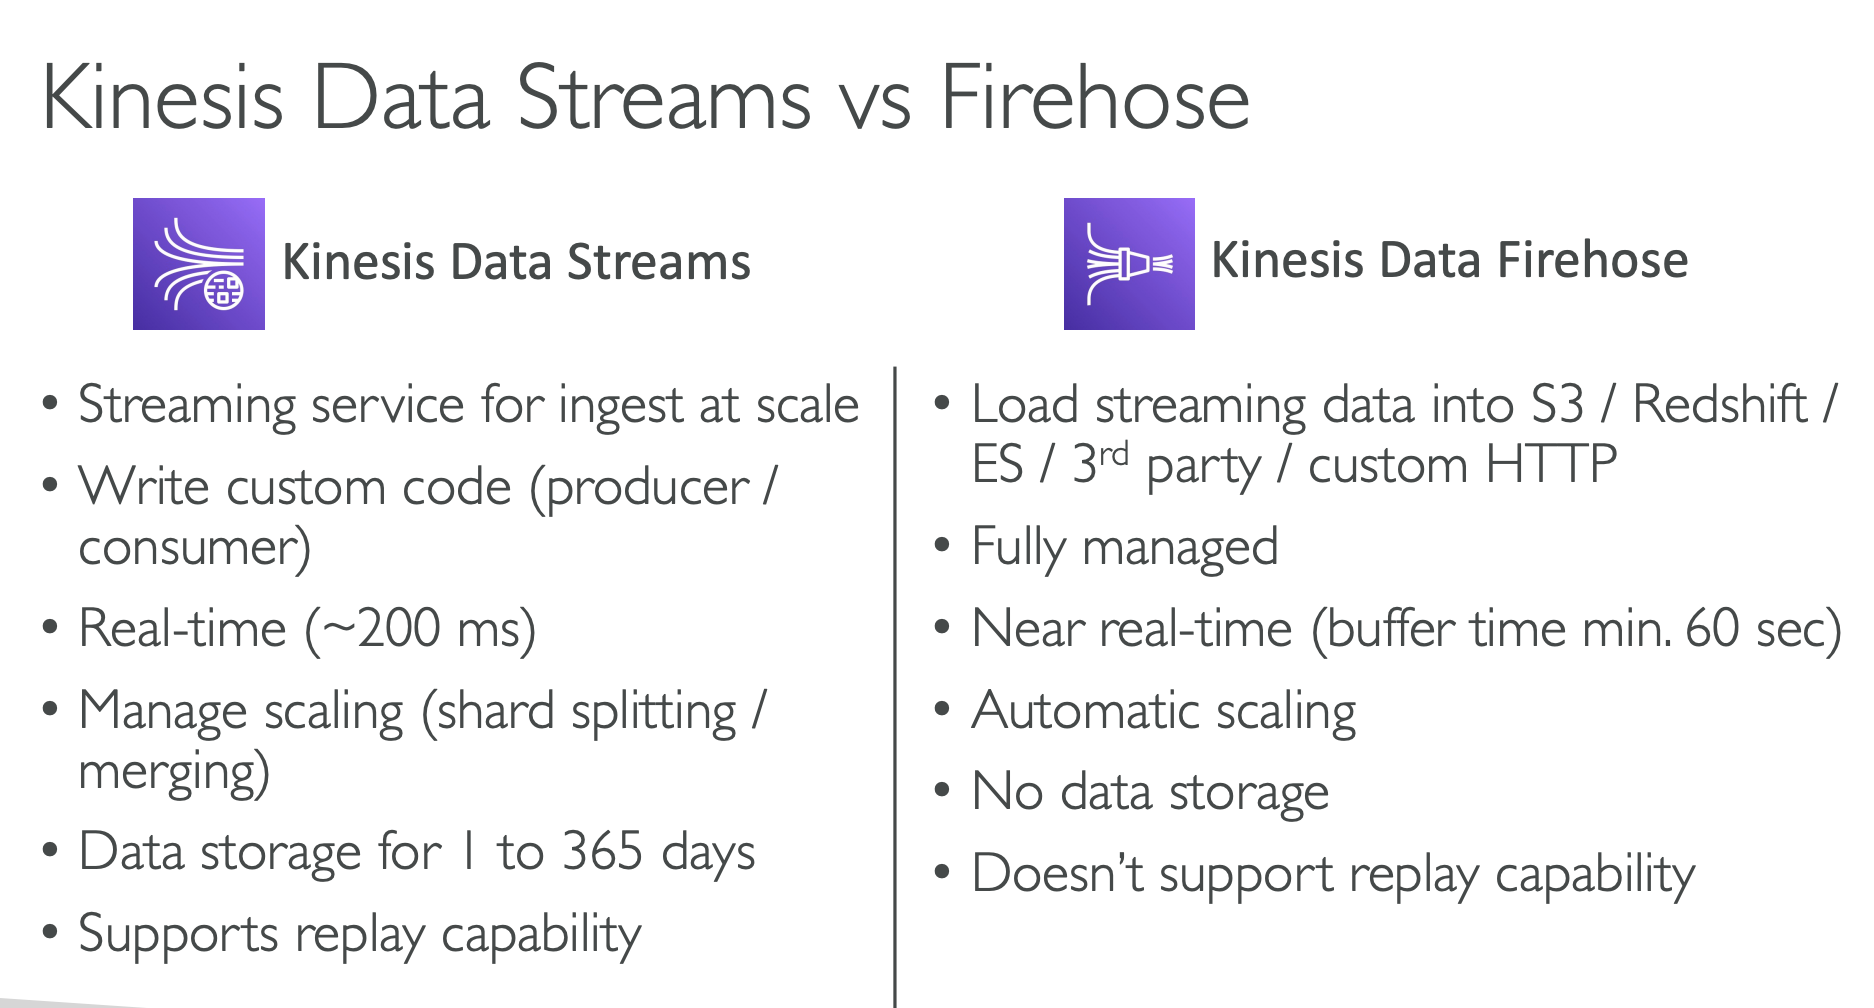 Kinesis Data Streams vs Firehose
Kinesis Data Streams
• Streaming service for ingest at scale
• Write custom code (producer /
consumer)
• Real-time (~200 ms)
• Manage scaling (shard splitting /
merging)
• Data storage for 1 to 365 days
• Supports replay capability
Kinesis Data Firehose
• Load streaming data into S3 / Redshift /
ES / 3rd party / custom HTTP
• Fully managed
• Near real-time (buffer time min. 60 sec)
• Automatic scaling
• No data storage
• Doesn’t support replay capability